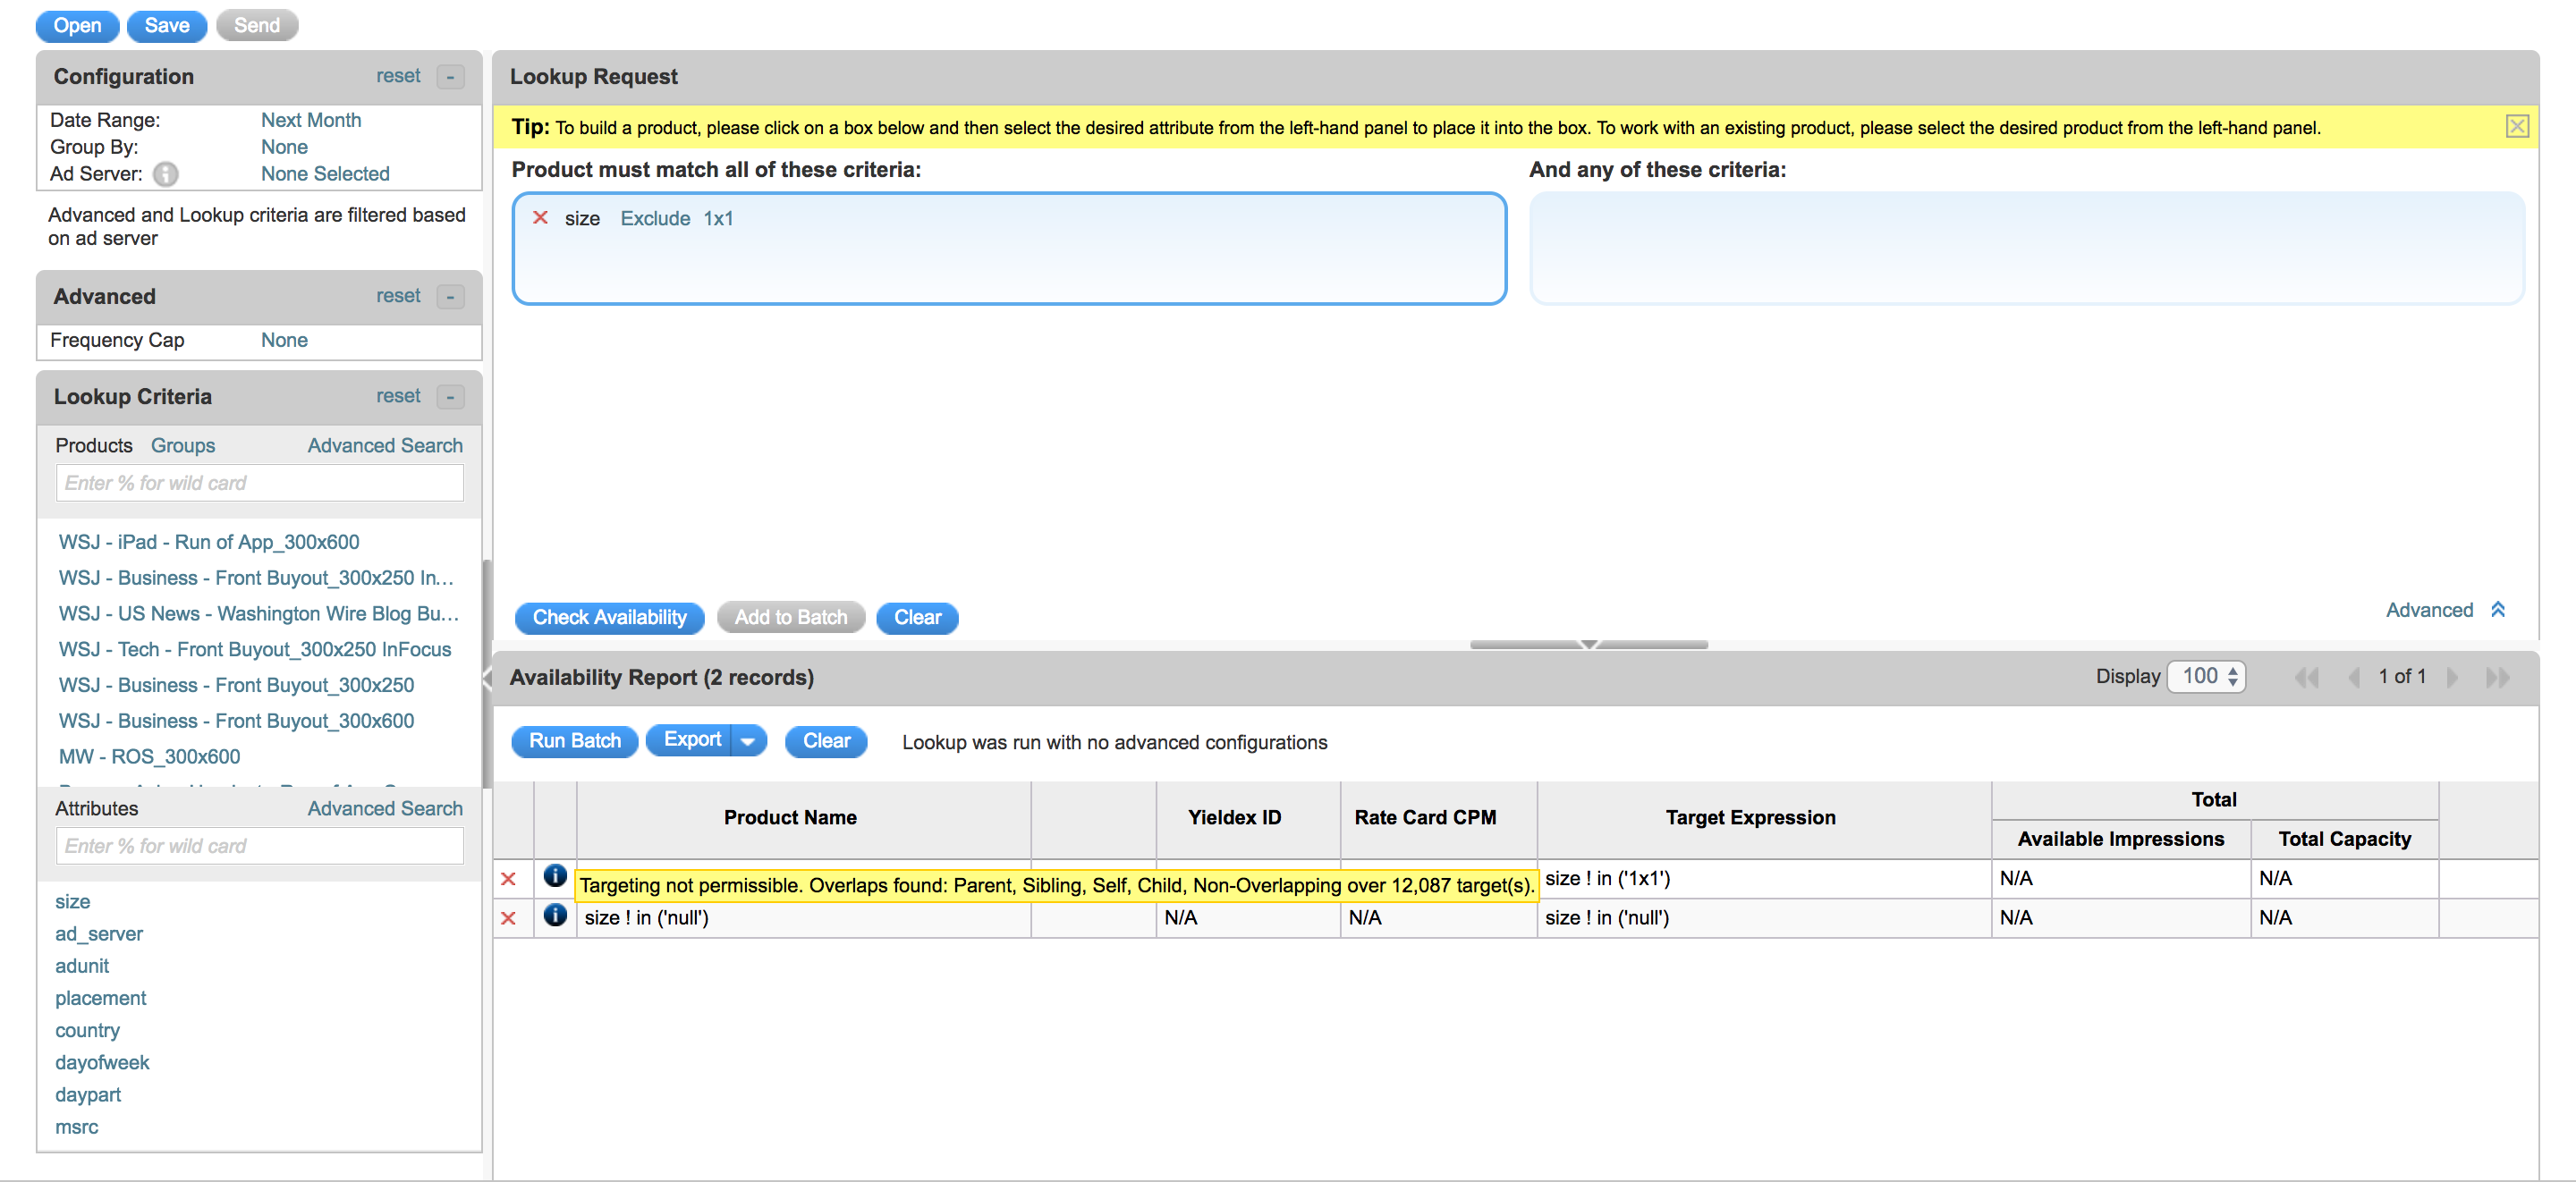 Open Save Send
Configuration reset -
Date Range: Next Month
Group By: None
Ad Server: i None Selected
Advanced and Lookup criteria are filtered based
on ad server
Advanced reset -
Frequency Cap None
Lookup Criteria reset -
Products Groups Advanced Search
Enter % for wild card
WSJ - iPad - Run of App_300x600
WSJ - Business - Front Buyout_300x250 In...
WSJ - US News - Washington Wire Blog Bu...
WSJ - Tech - Front Buyout_300x250 InFocus
WSJ - Business - Front Buyout_300x250
WSJ - Business - Front Buyout_300x600
MW - ROS_300x600
Attributes Advanced Search
Enter % for wild card
size
ad_server
adunit
placement
country
dayofweek
daypart
msrc
Lookup Request
Tip: To build a product, please click on a box below and then select the desired attribute from the left-hand panel to place it into the box. To work with an existing product, please select the desired product from the left-hand panel.
Product must match all of these criteria: And any of these criteria:
size Exclude 1x1
Check Availability Add to Batch Clear Advanced
Availability Report (2 records) Display 100 1 of 1
Run Batch Export Clear Lookup was run with no advanced configurations
Product Name Yieldex ID Rate Card CPM Target Expression Total
Available Impressions Total Capacity
i Targeting not permissible. Overlaps found: Parent, Sibling, Self, Child, Non-Overlapping over 12,087 target(s). size ! in ('1x1') N/A N/A
i size ! in ('null') N/A N/A size ! in ('null') N/A N/A